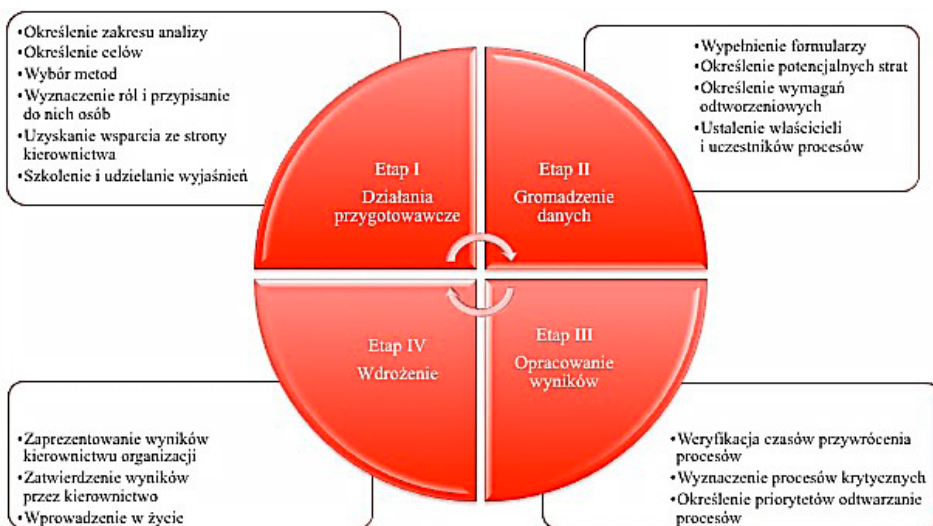 •Określenie zakresu analizy
•Określenie celów
•Wybór metod
•Wyznaczenie ról i przypisanie
do nich osób
•Uzyskanie wsparcia ze strony
kierownictwa
•Szkolenie i udzielanie wyjaśnień
•Wypełnienie formularzy
•Określenie potencjalnych strat
•Określenie wymagań
odtworzeniowych
•Ustalenie właścicieli
i uczestników procesów
Etap I
Działania
przygotowawcze
Etap II
Gromadzenie
danych
Etap IV
Wdrożenie
Etap III
Opracowanie
wyników
•Zaprezentowanie wyników
kierownictwu organizacji
•Zatwierdzenie wyników
przez kierownictwo
•Wprowadzenie w życie
•Weryfikacja czasów przywrócenia
procesów
•Wyznaczenie procesów krytycznych
•Określenie priorytetów odtwarzanie
procesów